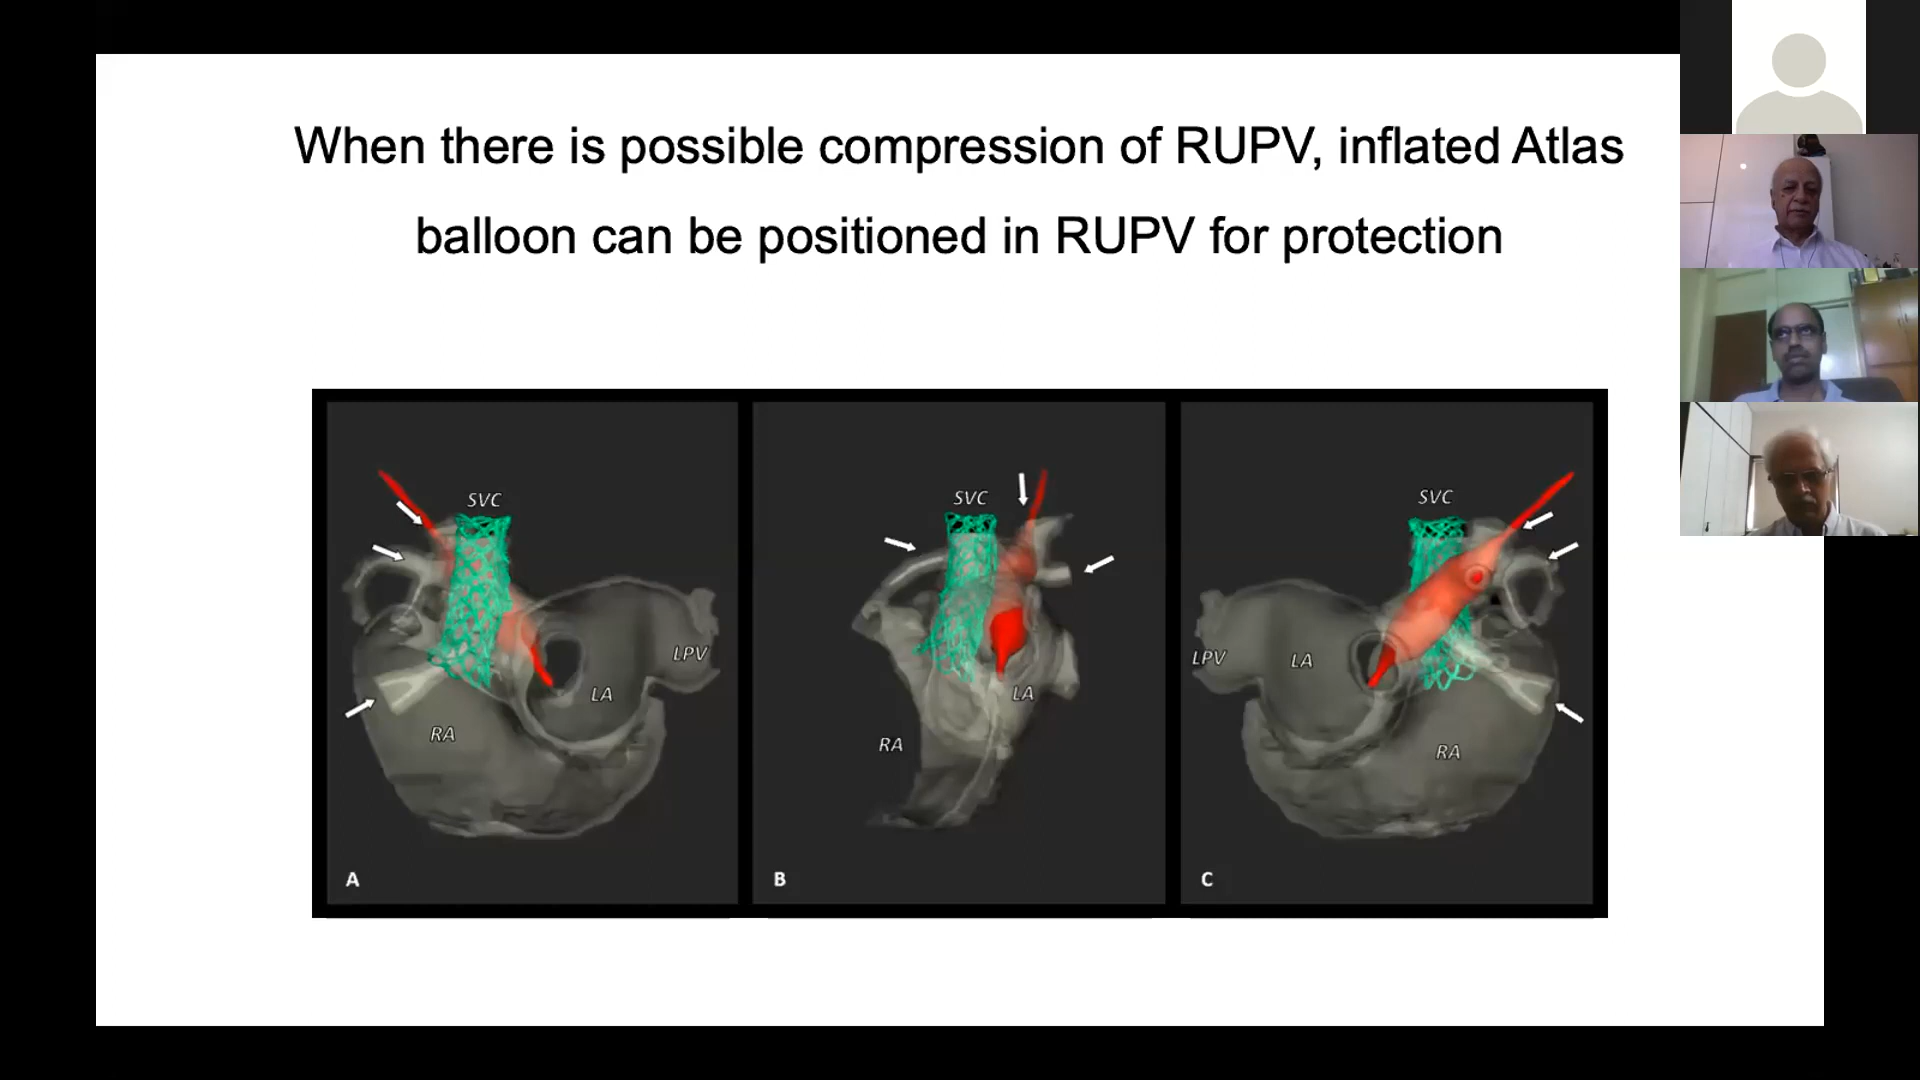 When there is possible compression of RUPV, inflated Atlas
balloon can be positioned in RUPV for protection
SVC
LPV
LA
RA
A
SVC
LA
RA
B
SVC
LPV
LA
RA
C